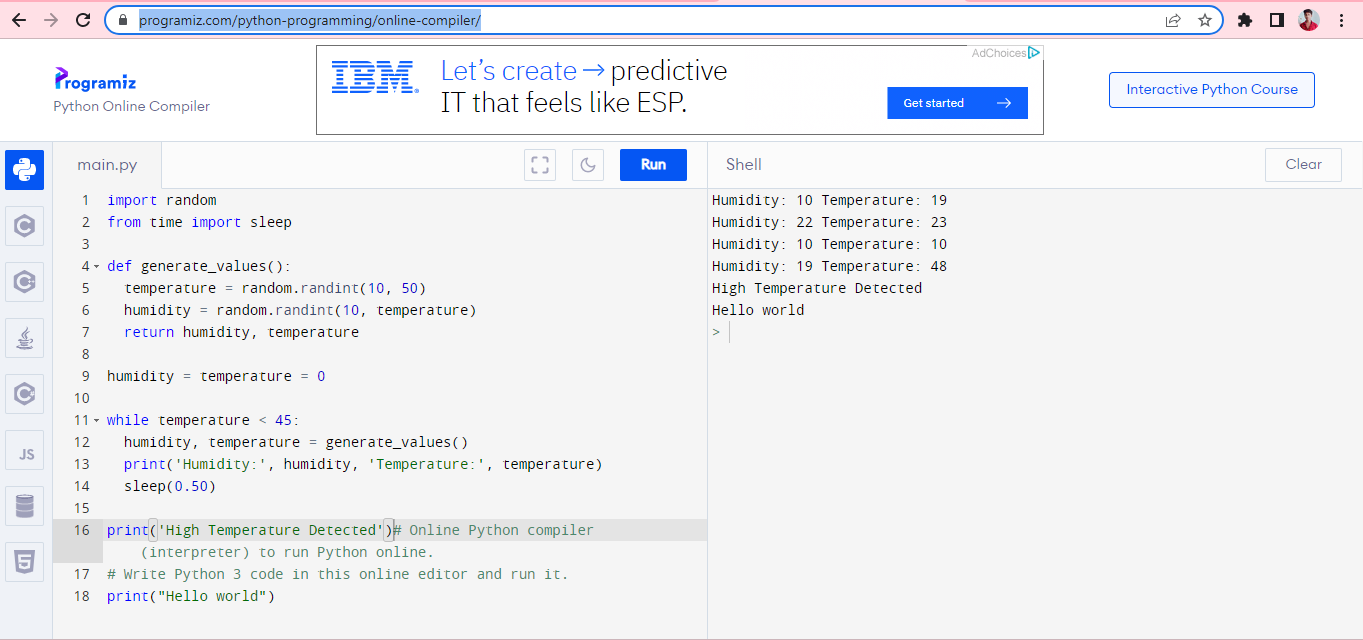 programiz.com/python-programming/online-compiler/
AdChoices
Programiz
Python Online Compiler
IBM
Let's create → predictive
IT that feels like ESP.
Get started →
Interactive Python Course
main.py
Run
Shell
Clear
1 import random
2 from time import sleep
3
4 def generate_values():
5 temperature = random.randint(10, 50)
6 humidity = random.randint(10, temperature)
7 return humidity, temperature
8
9 humidity = temperature = 0
10
11 while temperature < 45:
12 humidity, temperature = generate_values()
13 print('Humidity:', humidity, 'Temperature:', temperature)
14 sleep(0.50)
15
16 print('High Temperature Detected')# Online Python compiler
(interpreter) to run Python online.
17 # Write Python 3 code in this online editor and run it.
18 print("Hello world")
Humidity: 10 Temperature: 19
Humidity: 22 Temperature: 23
Humidity: 10 Temperature: 10
Humidity: 19 Temperature: 48
High Temperature Detected
Hello world
>
JS